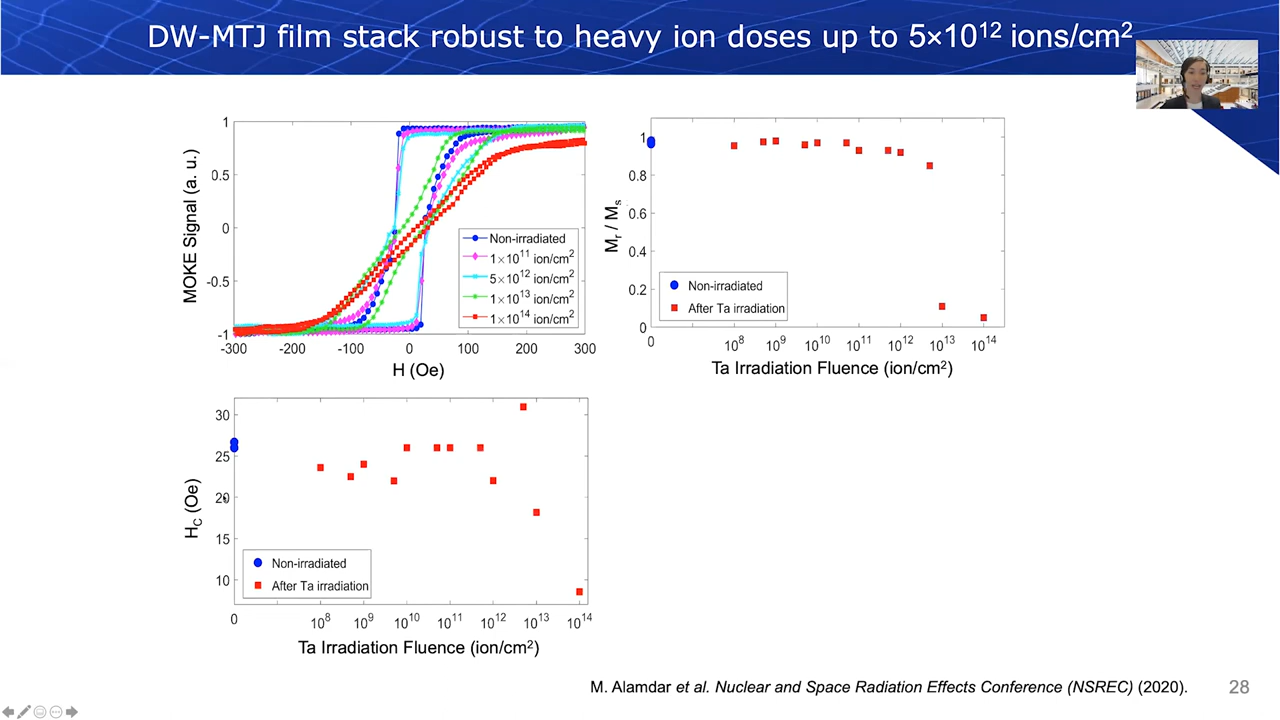 DW-MTJ film stack robust to heavy ion doses up to 5×10¹² ions/cm²
MOKE Signal (a. u.)
1
0.5
0
-0.5
-1
-300
-200
-100
0
100
200
300
H (Oe)
Non-irradiated
1×10¹¹ ion/cm²
5×10¹² ion/cm²
1×10¹³ ion/cm²
1×10¹⁴ ion/cm²
Mᵣ / Mₛ
1
0.8
0.6
0.4
0.2
0
0
10⁸
10⁹
10¹⁰
10¹¹
10¹²
10¹³
10¹⁴
Ta Irradiation Fluence (ion/cm²)
Non-irradiated
After Ta irradiation
H_C (Oe)
30
25
20
15
10
0
10⁸
10⁹
10¹⁰
10¹¹
10¹²
10¹³
10¹⁴
Ta Irradiation Fluence (ion/cm²)
Non-irradiated
After Ta irradiation
M. Alamdar et al. Nuclear and Space Radiation Effects Conference (NSREC) (2020).
28